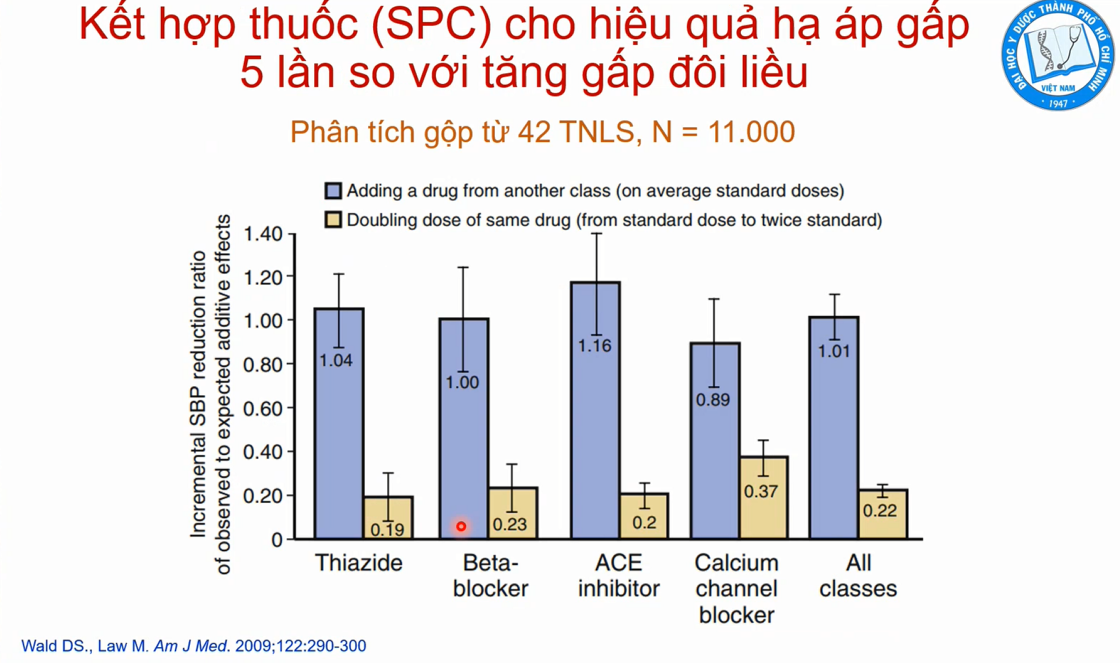 Kết hợp thuốc (SPC) cho hiệu quả hạ áp gấp
5 lần so với tăng gấp đôi liều
ĐẠI HỌC Y DƯỢC THÀNH PHỐ HỒ CHÍ MINH
VIỆT NAM
1947
Phân tích gộp từ 42 TNLS, N = 11.000
Adding a drug from another class (on average standard doses)
Doubling dose of same drug (from standard dose to twice standard)
Incremental SBP reduction ratio
of observed to expected additive effects
1.40
1.20
1.00
0.80
0.60
0.40
0.20
0
1.04
0.19
1.00
0.23
1.16
0.2
0.89
0.37
1.01
0.22
Thiazide
Beta-
blocker
ACE
inhibitor
Calcium
channel
blocker
All
classes
Wald DS., Law M. Am J Med. 2009;122:290-300